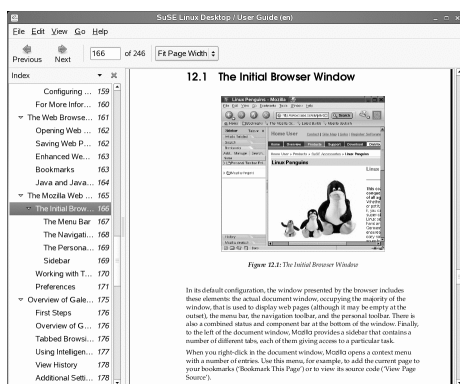 SuSE Linux Desktop / User Guide (en)
File Edit View Go Help
Previous Next 166 of 246 Fit Page Width
Index
Configuring ... 159
For More Infor... 160
The Web Browse... 161
Opening Web ... 162
Saving Web P... 162
Enhanced We... 163
Bookmarks 163
Java and Java... 164
The Mozilla Web ... 165
The Initial Brow... 166
The Menu Bar 167
The Navigati... 168
The Persona... 169
Sidebar 169
Working with T... 170
Preferences 171
Overview of Gale... 175
First Steps 176
Overview of G... 176
Tabbed Browsi... 176
Using Intelligen... 177
View History 178
Additional Setti... 178
12.1 The Initial Browser Window
Linux Penguins - Mozilla
Search
Home User
Linux Penguins
Figure 12.1: The Initial Browser Window
In its default configuration, the window presented by the browser includes
these elements: the actual document window, occupying the majority of the
window, that is used to display web pages (although it may be empty at the
outset), the menu bar, the navigation toolbar, and the personal toolbar. There is
also a combined status and component bar at the bottom of the window. Finally,
to the left of the document window, Mozilla provides a sidebar that contains a
number of different tabs, each of them giving access to a particular task.
When you right-click in the document window, Mozilla opens a context menu
with a number of entries. Use this menu, for example, to add the current page to
your bookmarks ('Bookmark This Page') or to view its source code ('View Page
Source').